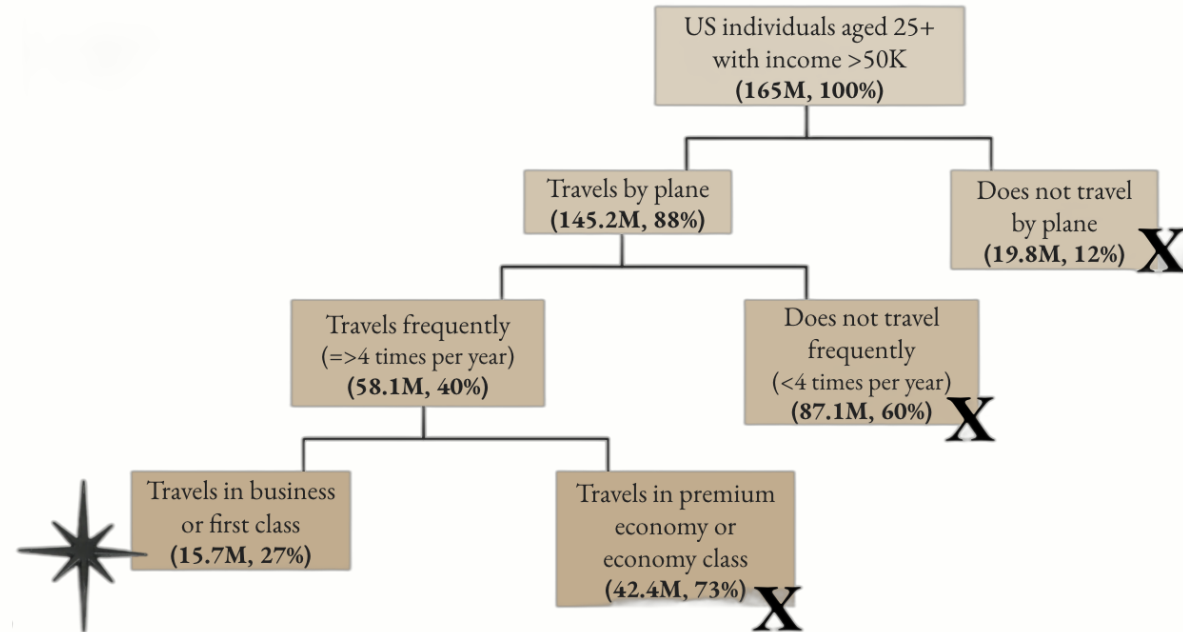 US individuals aged 25+
with income >50K
(165M, 100%)
Travels by plane
(145.2M, 88%)
Does not travel
by plane
(19.8M, 12%)
X
Travels frequently
(=>4 times per year)
(58.1M, 40%)
Does not travel
frequently
(<4 times per year)
(87.1M, 60%)
X
Travels in business
or first class
(15.7M, 27%)
Travels in premium
economy or
economy class
(42.4M, 73%)
X